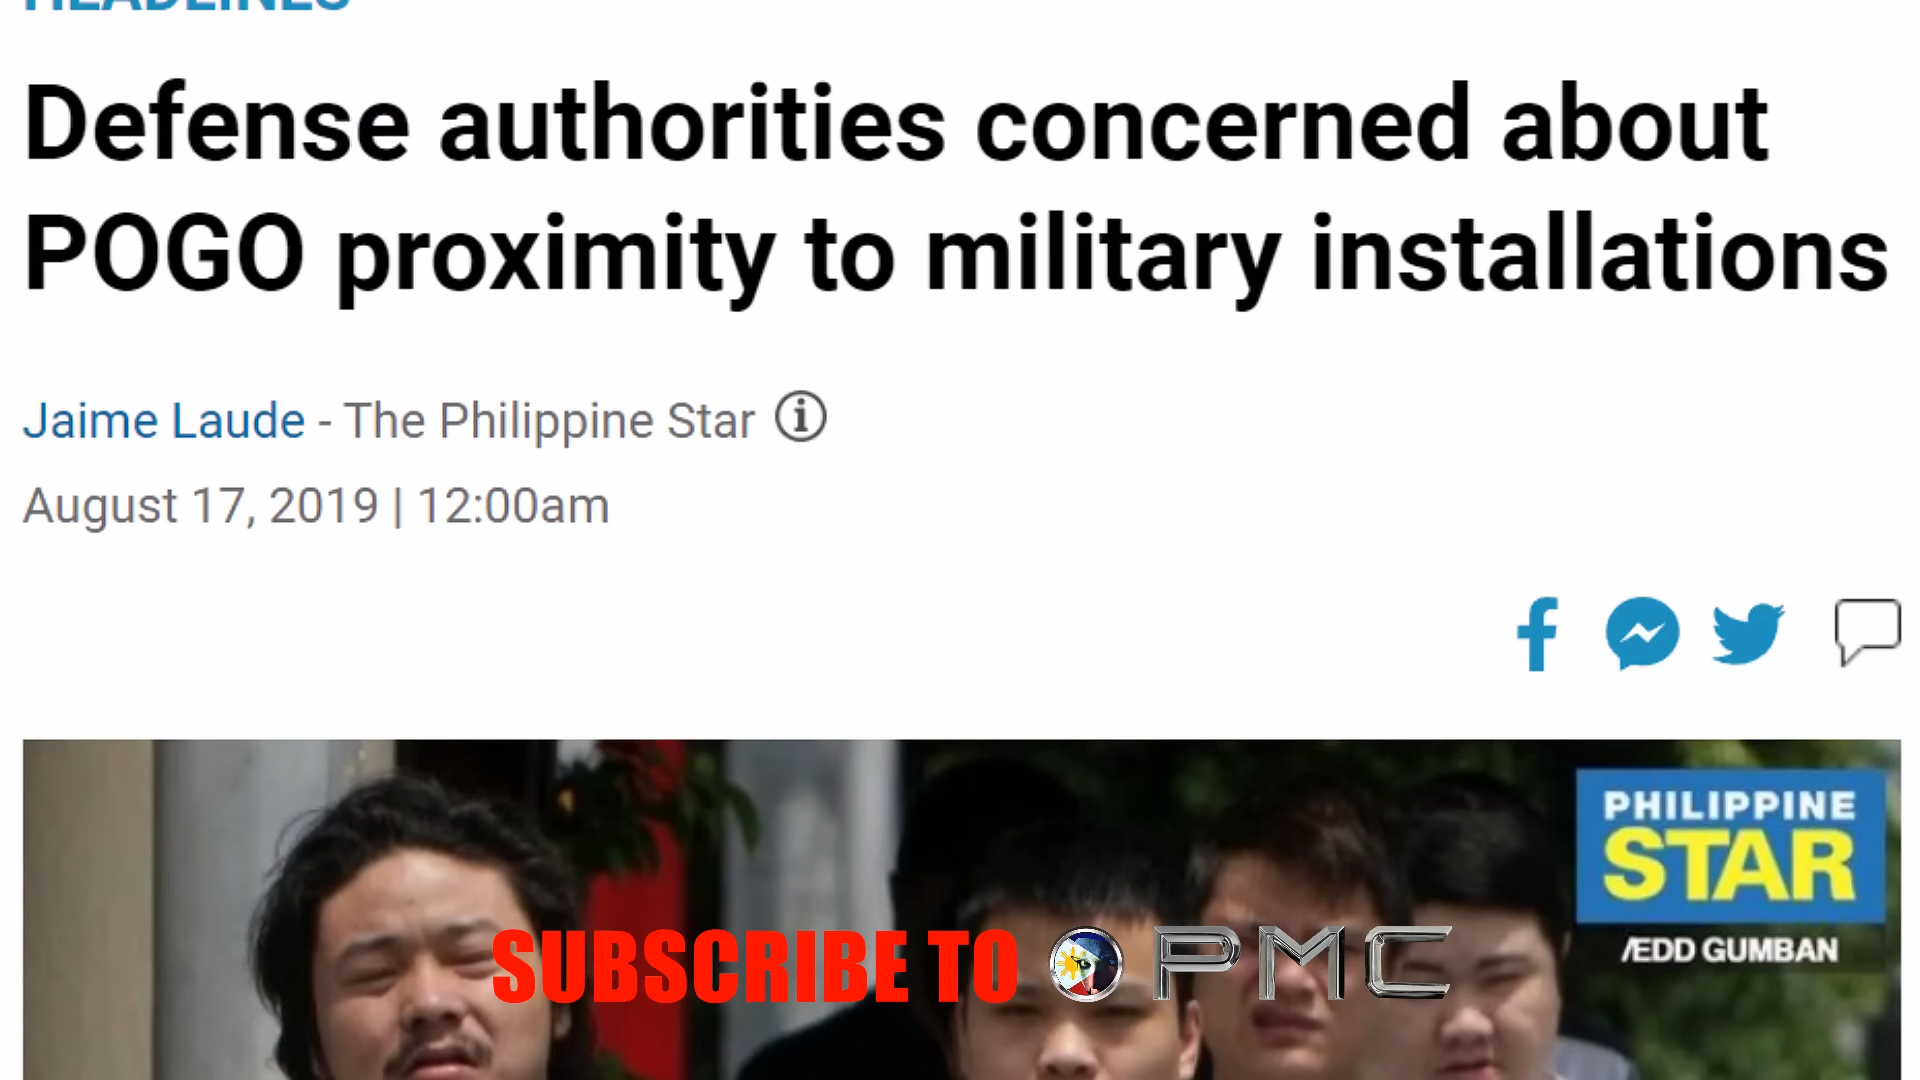 HEADLINES
Defense authorities concerned about
POGO proximity to military installations
Jaime Laude - The Philippine Star
August 17, 2019 | 12:00am
PHILIPPINE
STAR
/EDD GUMBAN
SUBSCRIBE TO PMC